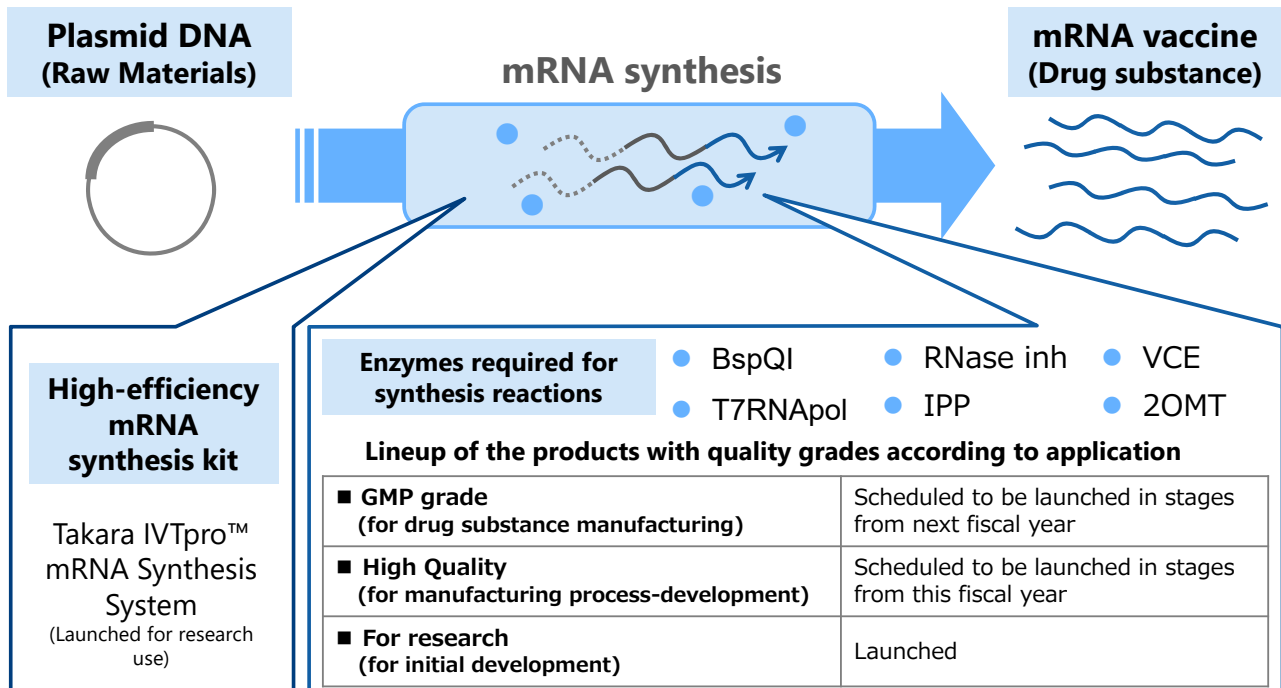 Plasmid DNA
(Raw Materials)
mRNA synthesis
mRNA vaccine
(Drug substance)
High-efficiency
mRNA
synthesis kit
Takara IVTpro™
mRNA Synthesis
System
(Launched for research
use)
Enzymes required for
synthesis reactions
BspQI
RNase inh
VCE
T7RNApol
IPP
2OMT
Lineup of the products with quality grades according to application
■ GMP grade
(for drug substance manufacturing)
Scheduled to be launched in stages
from next fiscal year
■ High Quality
(for manufacturing process-development)
Scheduled to be launched in stages
from this fiscal year
■ For research
(for initial development)
Launched